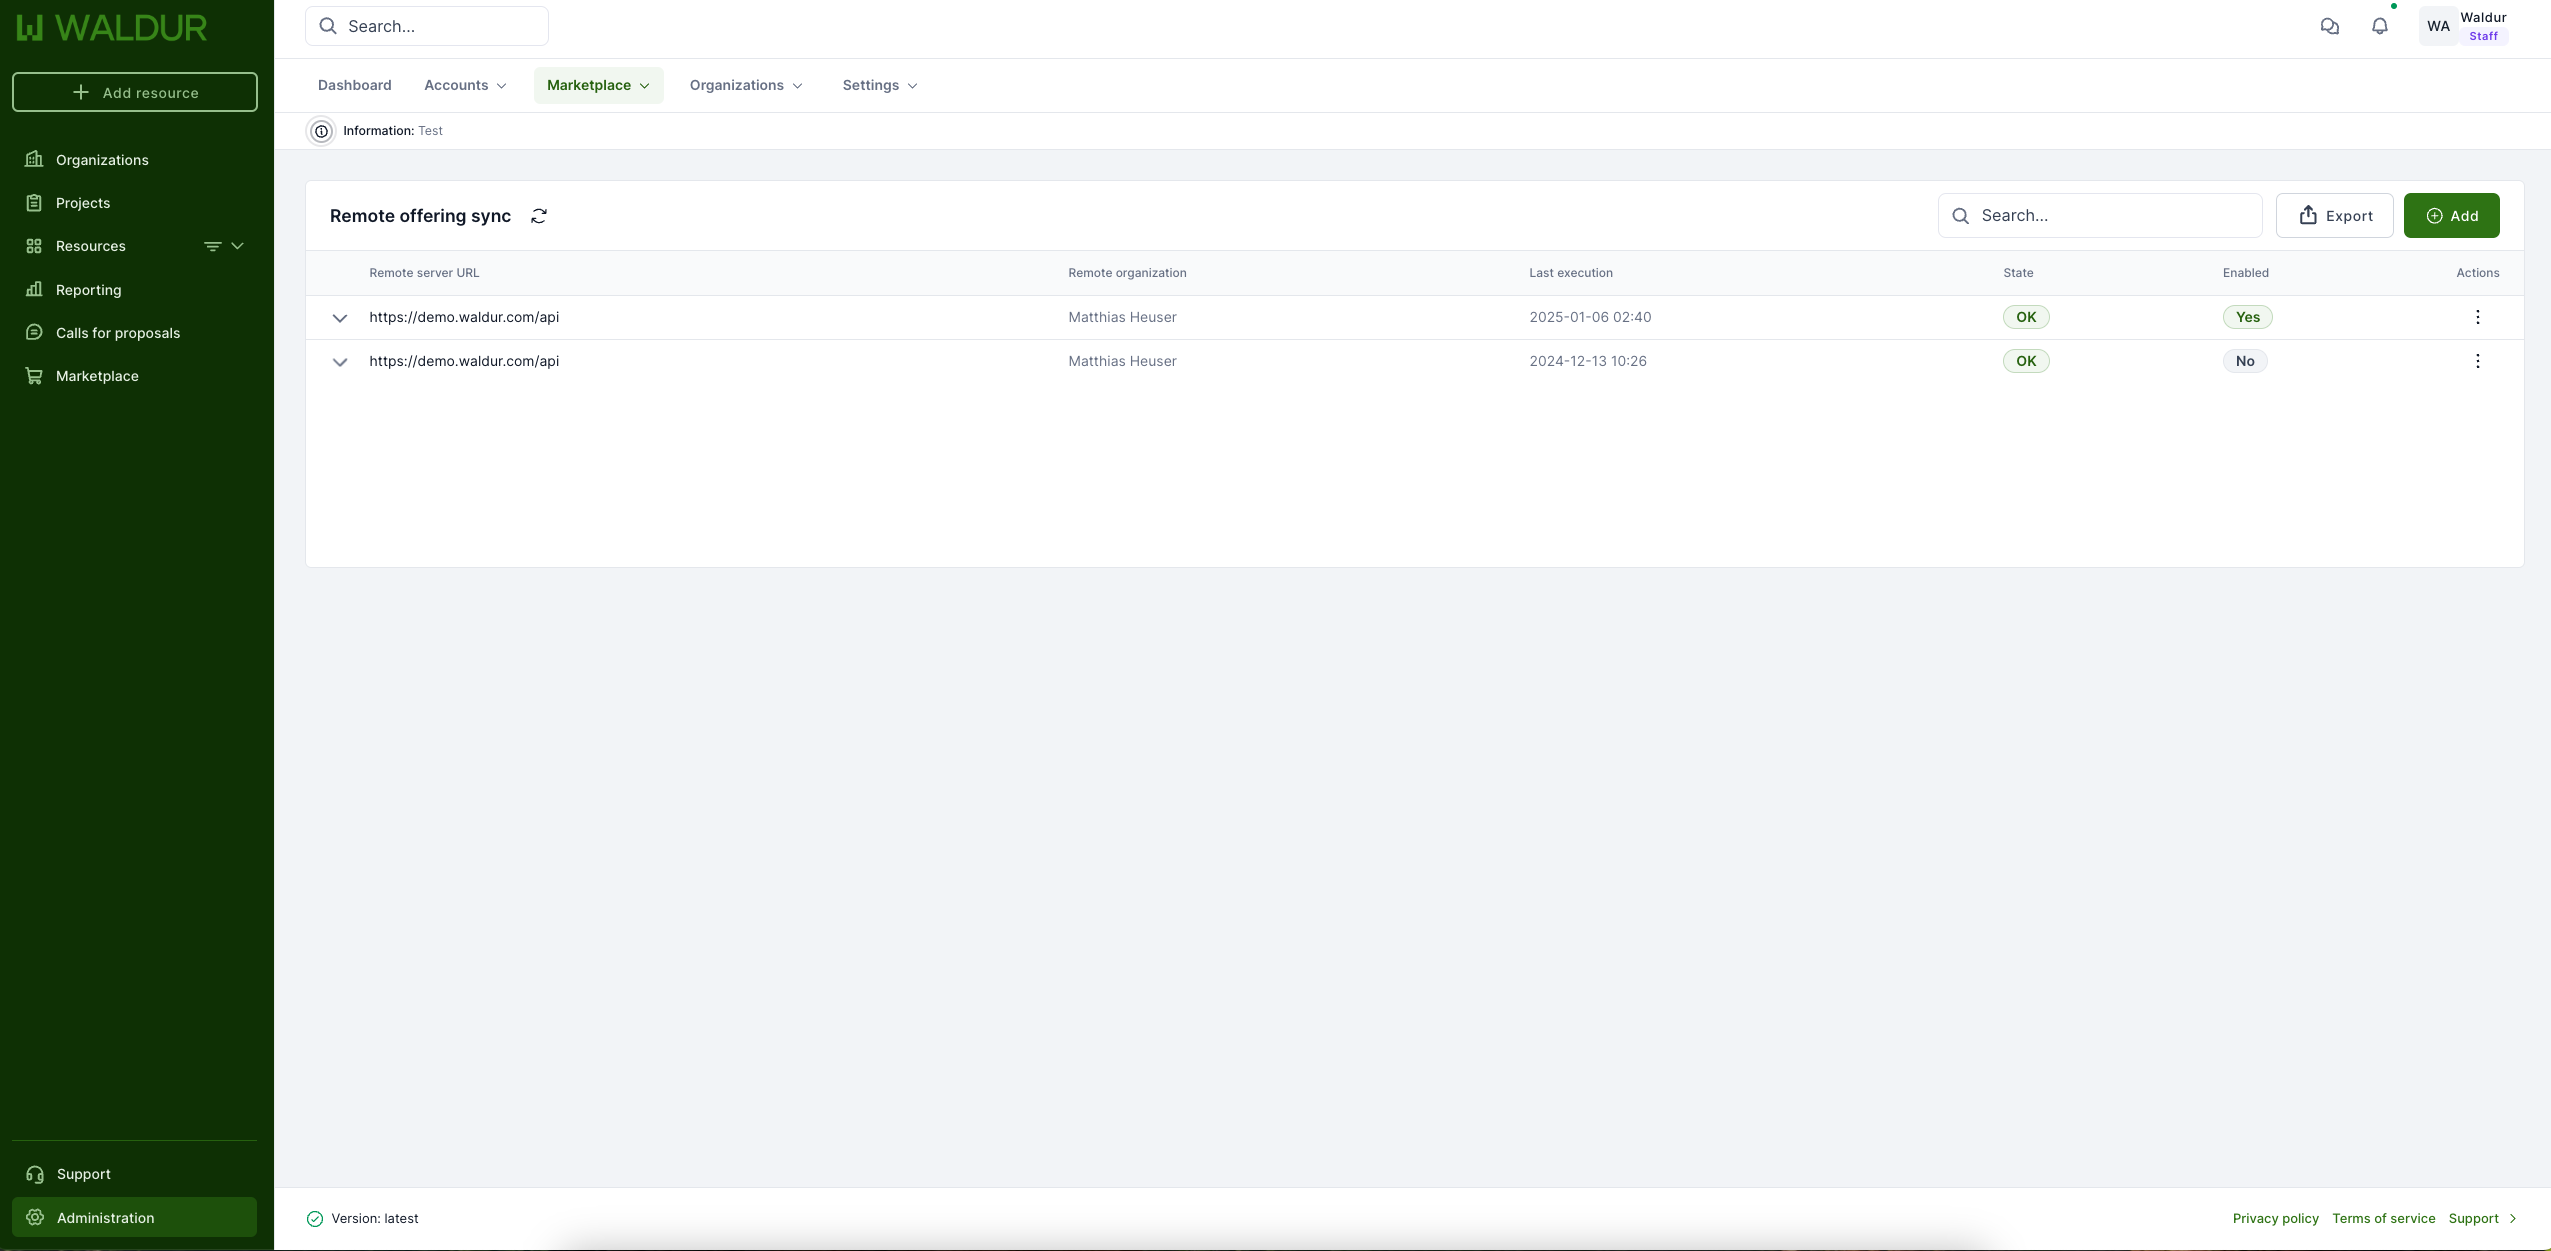 WALDUR
Search...
WA
Waldur
Staff
Add resource
Dashboard Accounts Marketplace Organizations Settings
Information: Test
Organizations
Projects
Resources
Reporting
Calls for proposals
Marketplace
Remote offering sync
Search...
Export
Add
Remote server URL Remote organization Last execution State Enabled Actions
https://demo.waldur.com/api Matthias Heuser 2025-01-06 02:40 OK Yes
https://demo.waldur.com/api Matthias Heuser 2024-12-13 10:26 OK No
Support
Administration
Version: latest
Privacy policy Terms of service Support